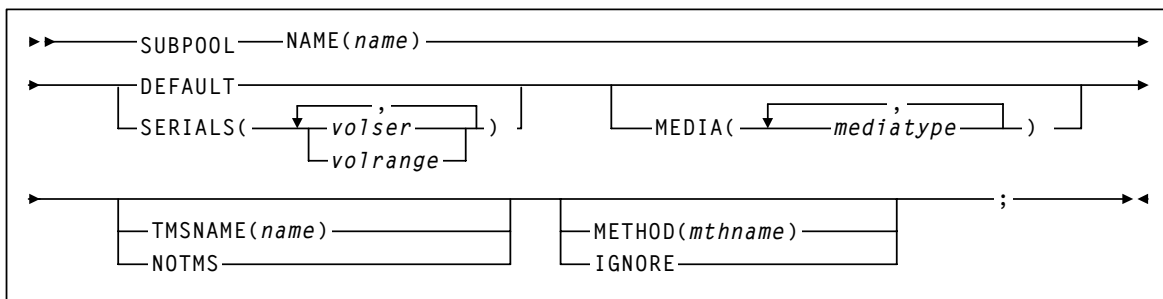 SUBPOOL NAME(name)
DEFAULT
SERIALS( volser , ) MEDIA( mediatype , )
volrange
;
TMSNAME(name) METHOD(mthname)
NOTMS IGNORE